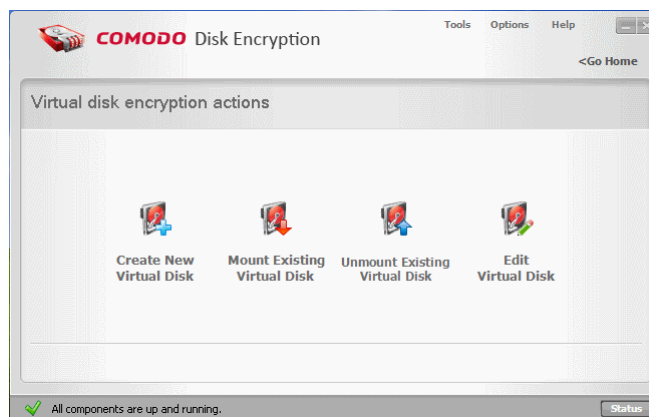 COMODO Disk Encryption
Tools Options Help
<Go Home
Virtual disk encryption actions
Create New
Virtual Disk
Mount Existing
Virtual Disk
Unmount Existing
Virtual Disk
Edit
Virtual Disk
All components are up and running.
Status